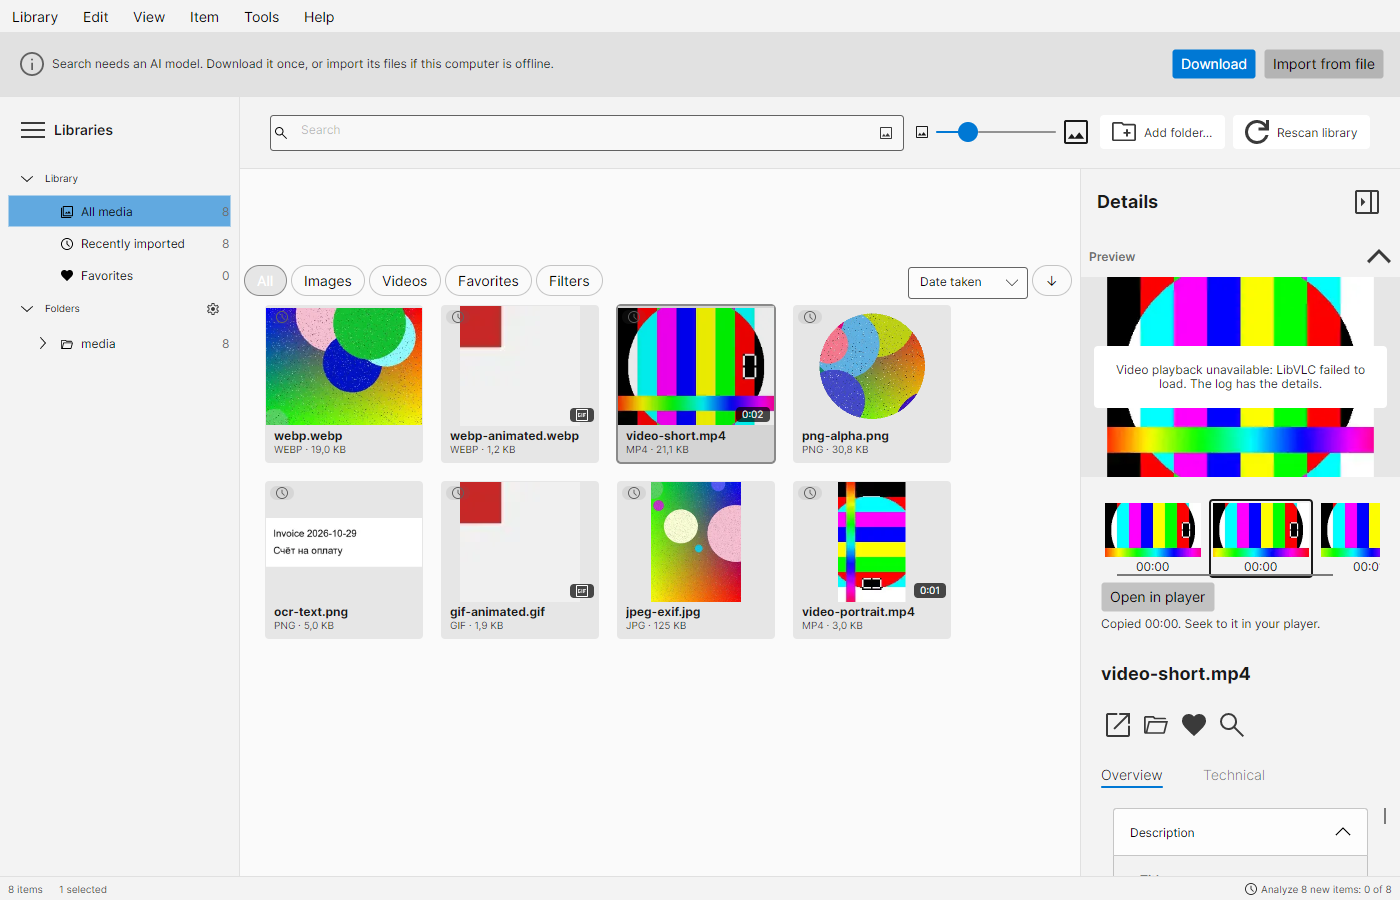 Library Edit View Item Tools Help
Search needs an AI model. Download it once, or import its files if this computer is offline.
Download
Import from file
Libraries
Search
Add folder...
Rescan library
Library
All media 8
Recently imported 8
Favorites 0
Folders
media 8
All
Images
Videos
Favorites
Filters
Date taken
webp.webp
WEBP · 19,0 KB
GIF
webp-animated.webp
WEBP · 1,2 KB
0:02
video-short.mp4
MP4 · 21,1 KB
png-alpha.png
PNG · 30,8 KB
Invoice 2026-10-29
Счёт на оплату
ocr-text.png
PNG · 5,0 KB
GIF
gif-animated.gif
GIF · 1,9 KB
jpeg-exif.jpg
JPG · 125 KB
0:01
video-portrait.mp4
MP4 · 3,0 KB
Details
Preview
Video playback unavailable: LibVLC failed to
load. The log has the details.
00:00
00:00
00:0
Open in player
Copied 00:00. Seek to it in your player.
video-short.mp4
Overview
Technical
Description
8 items
1 selected
Analyze 8 new items: 0 of 8